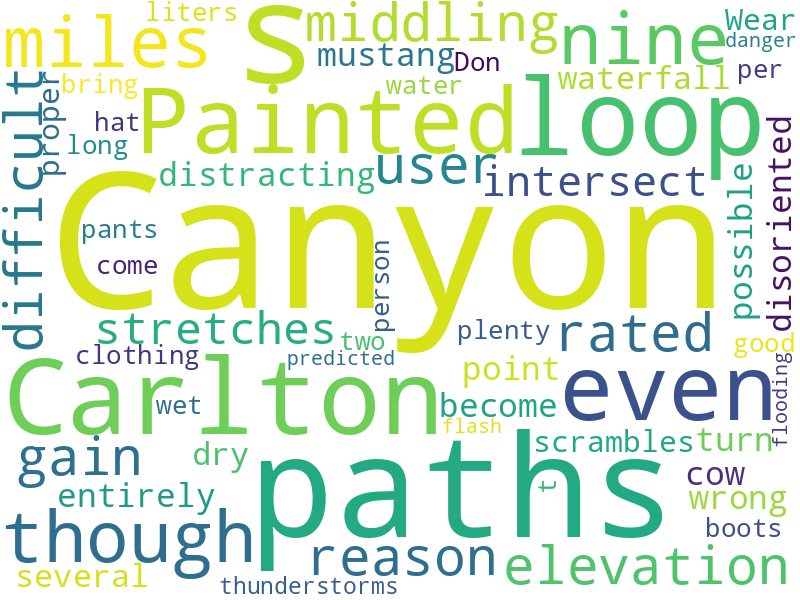 liters
s
middling
nine
Wear
danger
miles
mustang
Don
per
bring
water
waterfall
difficult
proper
hat
Painted
loop
long
distracting
user
intersect
possible
disoriented
Canyon
pants
come
person
stretches
two
plenty
rated
good
clothing
predicted
point
even
flooding
Carlton
wet
become
flash
scrambles
turn
gain
dry
paths
t
cow
entirely
wrong
though
reason
boots
several
thunderstorms
elevation